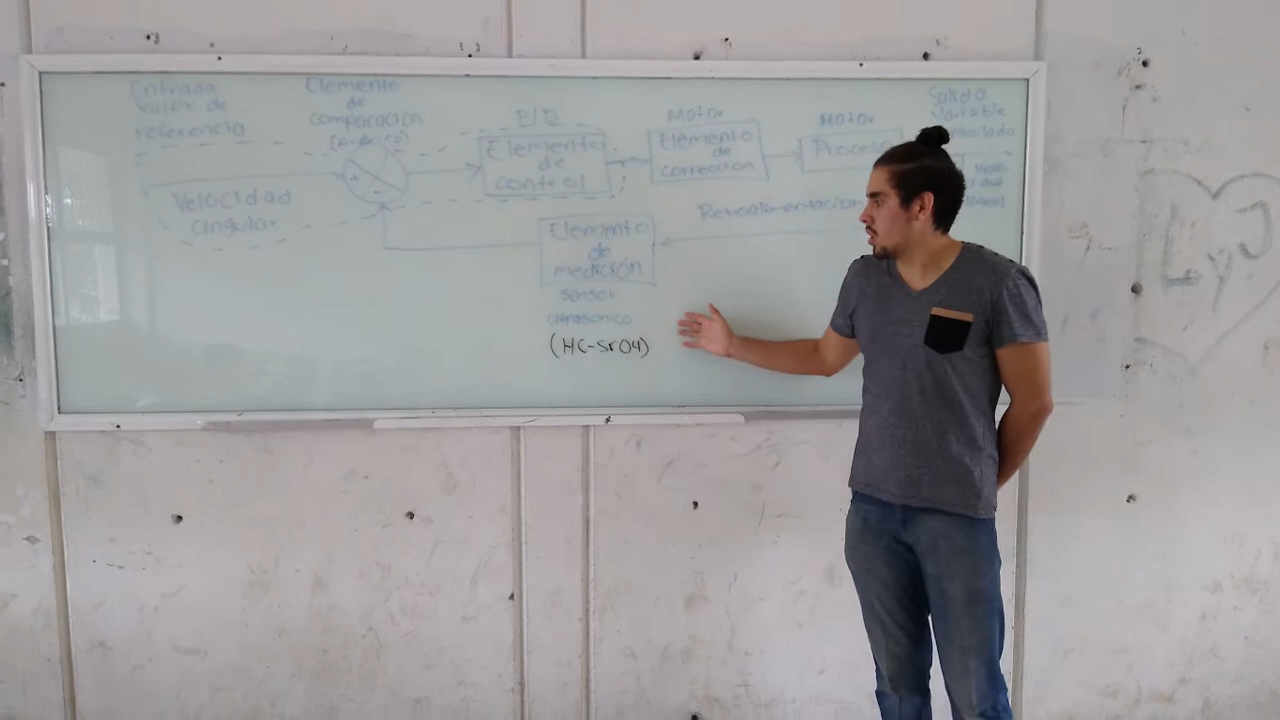 Entrada
valor de
referencia
Elemento
de
comparación
Velocidad
angular
+
-
Elemento
de
control
Motor
Elemento
de
corrección
Motor
Proceso
Salida
Variable
Retroalimentación
Elemento
de
medición
sensor
ultrasonico
(HC-Sr04)
L y J